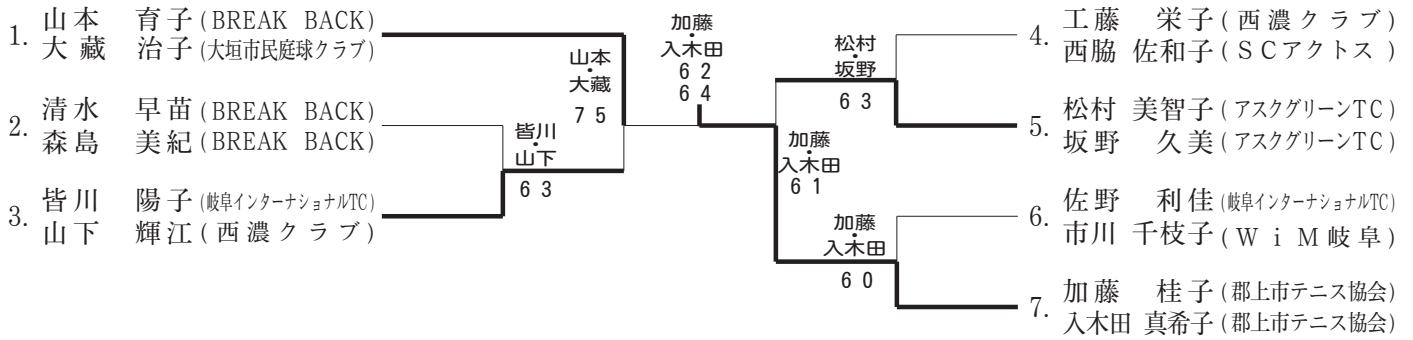 1. 山本 育子(BREAK BACK)
大藏 治子(大垣市民庭球クラブ)
2. 清水 早苗(BREAK BACK)
森島 美紀(BREAK BACK)
3. 皆川 陽子(岐阜インターナショナルTC)
山下 輝江(西濃クラブ)
皆川・山下
6 3
山本・大藏
7 5
加藤・入木田
6 2
6 4
加藤・入木田
6 1
松村・坂野
6 3
加藤・入木田
6 0
4. 工藤 栄子(西濃クラブ)
西脇 佐和子(SCアクトス)
5. 松村 美智子(アスクグリーンTC)
坂野 久美(アスクグリーンTC)
6. 佐野 利佳(岐阜インターナショナルTC)
市川 千枝子(WiM岐阜)
7. 加藤 桂子(郡上市テニス協会)
入木田 真希子(郡上市テニス協会)